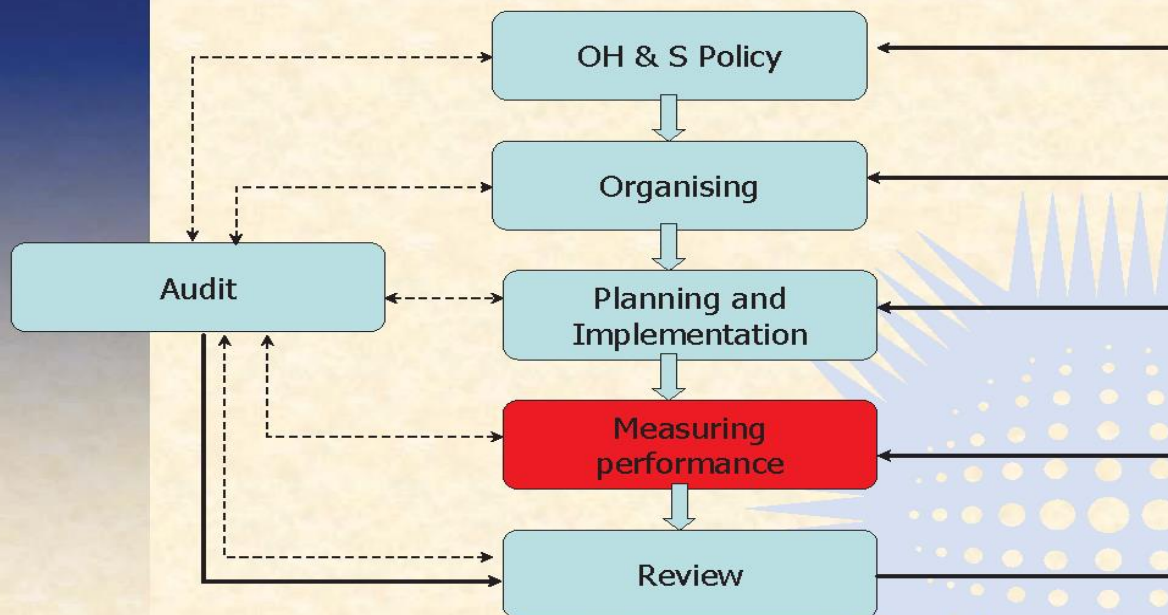 OH & S Policy
Organising
Audit
Planning and
Implementation
Measuring
performance
Review